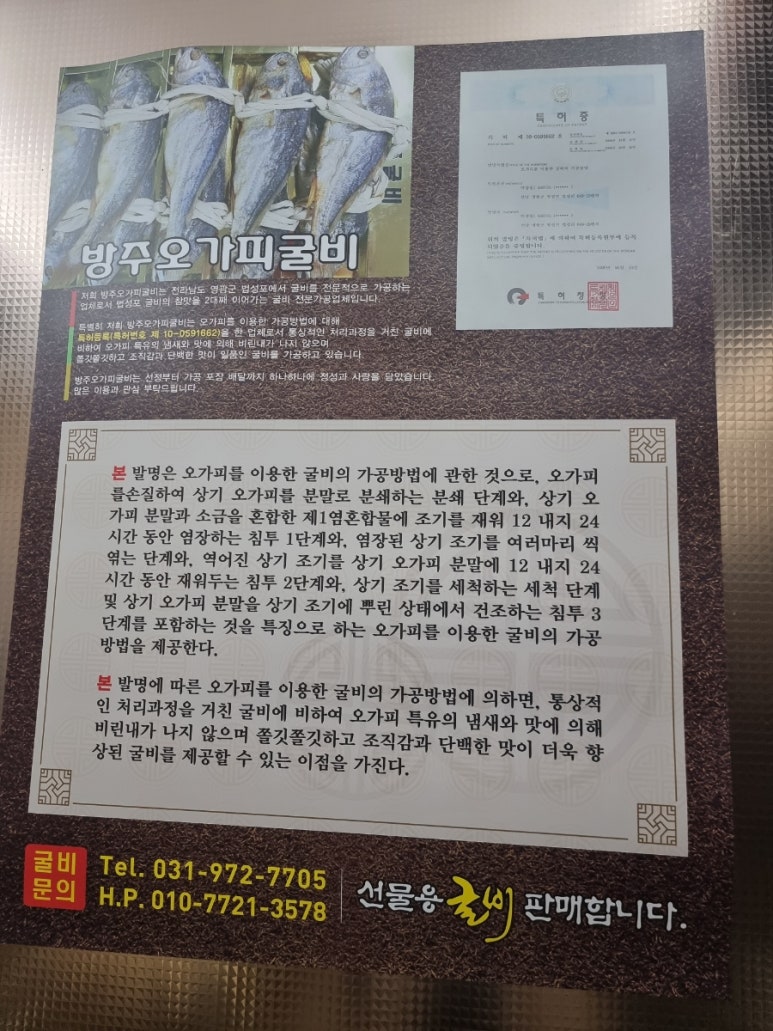 방주오가피굴비
굴비
저희 방주오가피굴비는 전라남도 영광군 법성포에서 굴비를 전문적으로 가공하는
업체로서 법성포 굴비의 참맛을 2대째 이어가는 굴비 전문가공업체입니다.
특별히 저희 방주오가피굴비는 오가피를 이용한 가공방법에 대해
특허등록(특허번호 제 10-0591662)을 한 업체로서 통상적인 처리과정을 거친 굴비에
비하여 오가피 특유의 냄새와 맛에 의해 비린내가 나지 않으며
쫄깃쫄깃하고 조직감과 단백한 맛이 일품인 굴비를 가공하고 있습니다.
방주오가피굴비는 선정부터 가공 포장 배달까지 하나하나에 정성과 사랑을 담았습니다.
많은 이용과 관심 부탁드립니다.
특허증
특허청
본 발명은 오가피를 이용한 굴비의 가공방법에 관한 것으로, 오가피
를손질하여 상기 오가피를 분말로 분쇄하는 분쇄 단계와, 상기 오
가피 분말과 소금을 혼합한 제1염혼합물에 조기를 재워 12 내지 24
시간 동안 염장하는 침투 1단계와, 염장된 상기 조기를 여러마리 씩
엮는 단계와, 역어진 상기 조기를 상기 오가피 분말에 12 내지 24
시간 동안 재워두는 침투 2단계와, 상기 조기를 세척하는 세척 단계
및 상기 오가피 분말을 상기 조기에 뿌린 상태에서 건조하는 침투 3
단계를 포함하는 것을 특징으로 하는 오가피를 이용한 굴비의 가공
방법을 제공한다.
본 발명에 따른 오가피를 이용한 굴비의 가공방법에 의하면, 통상적
인 처리과정을 거친 굴비에 비하여 오가피 특유의 냄새와 맛에 의해
비린내가 나지 않으며 쫄깃쫄깃하고 조직감과 단백한 맛이 더욱 향
상된 굴비를 제공할 수 있는 이점을 가진다.
굴비
문의
Tel. 031-972-7705
H.P. 010-7721-3578
선물용 굴비 판매합니다.